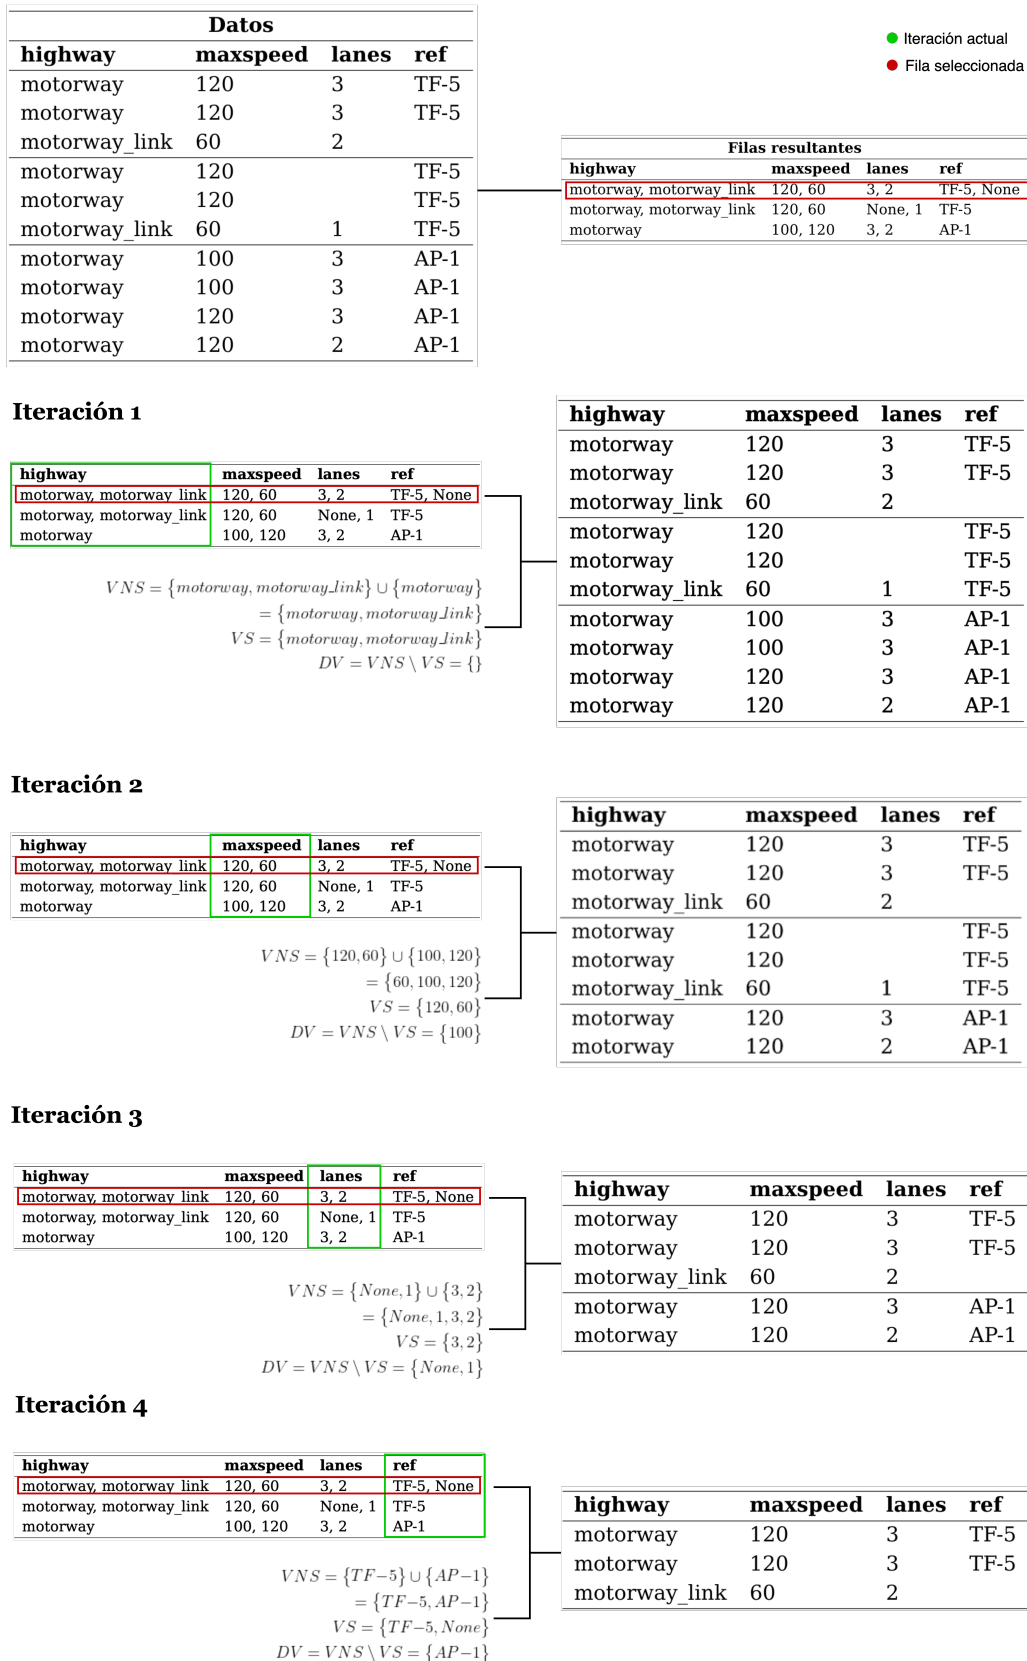 Datos
highway maxspeed lanes ref
motorway 120 3 TF-5
motorway 120 3 TF-5
motorway_link 60 2
motorway 120 TF-5
motorway 120 TF-5
motorway_link 60 1 TF-5
motorway 100 3 AP-1
motorway 100 3 AP-1
motorway 120 3 AP-1
motorway 120 2 AP-1
Iteración actual
Fila seleccionada
Filas resultantes
highway maxspeed lanes ref
motorway, motorway_link 120, 60 3, 2 TF-5, None
motorway, motorway_link 120, 60 None, 1 TF-5
motorway 100, 120 3, 2 AP-1
Iteración 1
highway maxspeed lanes ref
motorway, motorway_link 120, 60 3, 2 TF-5, None
motorway, motorway_link 120, 60 None, 1 TF-5
motorway 100, 120 3, 2 AP-1
VNS = {motorway, motorway_link} ∪ {motorway}
= {motorway, motorway_link}
VS = {motorway, motorway_link}
DV = VNS \ VS = {}
highway maxspeed lanes ref
motorway 120 3 TF-5
motorway 120 3 TF-5
motorway_link 60 2
motorway 120 TF-5
motorway 120 TF-5
motorway_link 60 1 TF-5
motorway 100 3 AP-1
motorway 100 3 AP-1
motorway 120 3 AP-1
motorway 120 2 AP-1
Iteración 2
highway maxspeed lanes ref
motorway, motorway_link 120, 60 3, 2 TF-5, None
motorway, motorway_link 120, 60 None, 1 TF-5
motorway 100, 120 3, 2 AP-1
VNS = {120,60} ∪ {100,120}
= {60,100,120}
VS = {120,60}
DV = VNS \ VS = {100}
highway maxspeed lanes ref
motorway 120 3 TF-5
motorway 120 3 TF-5
motorway_link 60 2
motorway 120 TF-5
motorway 120 TF-5
motorway_link 60 1 TF-5
motorway 120 3 AP-1
motorway 120 2 AP-1
Iteración 3
highway maxspeed lanes ref
motorway, motorway_link 120, 60 3, 2 TF-5, None
motorway, motorway_link 120, 60 None, 1 TF-5
motorway 100, 120 3, 2 AP-1
VNS = {None,1} ∪ {3,2}
= {None,1,3,2}
VS = {3,2}
DV = VNS \ VS = {None,1}
highway maxspeed lanes ref
motorway 120 3 TF-5
motorway 120 3 TF-5
motorway_link 60 2
motorway 120 3 AP-1
motorway 120 2 AP-1
Iteración 4
highway maxspeed lanes ref
motorway, motorway_link 120, 60 3, 2 TF-5, None
motorway, motorway_link 120, 60 None, 1 TF-5
motorway 100, 120 3, 2 AP-1
VNS = {TF-5} ∪ {AP-1}
= {TF-5, AP-1}
VS = {TF-5, None}
DV = VNS \ VS = {AP-1}
highway maxspeed lanes ref
motorway 120 3 TF-5
motorway 120 3 TF-5
motorway_link 60 2